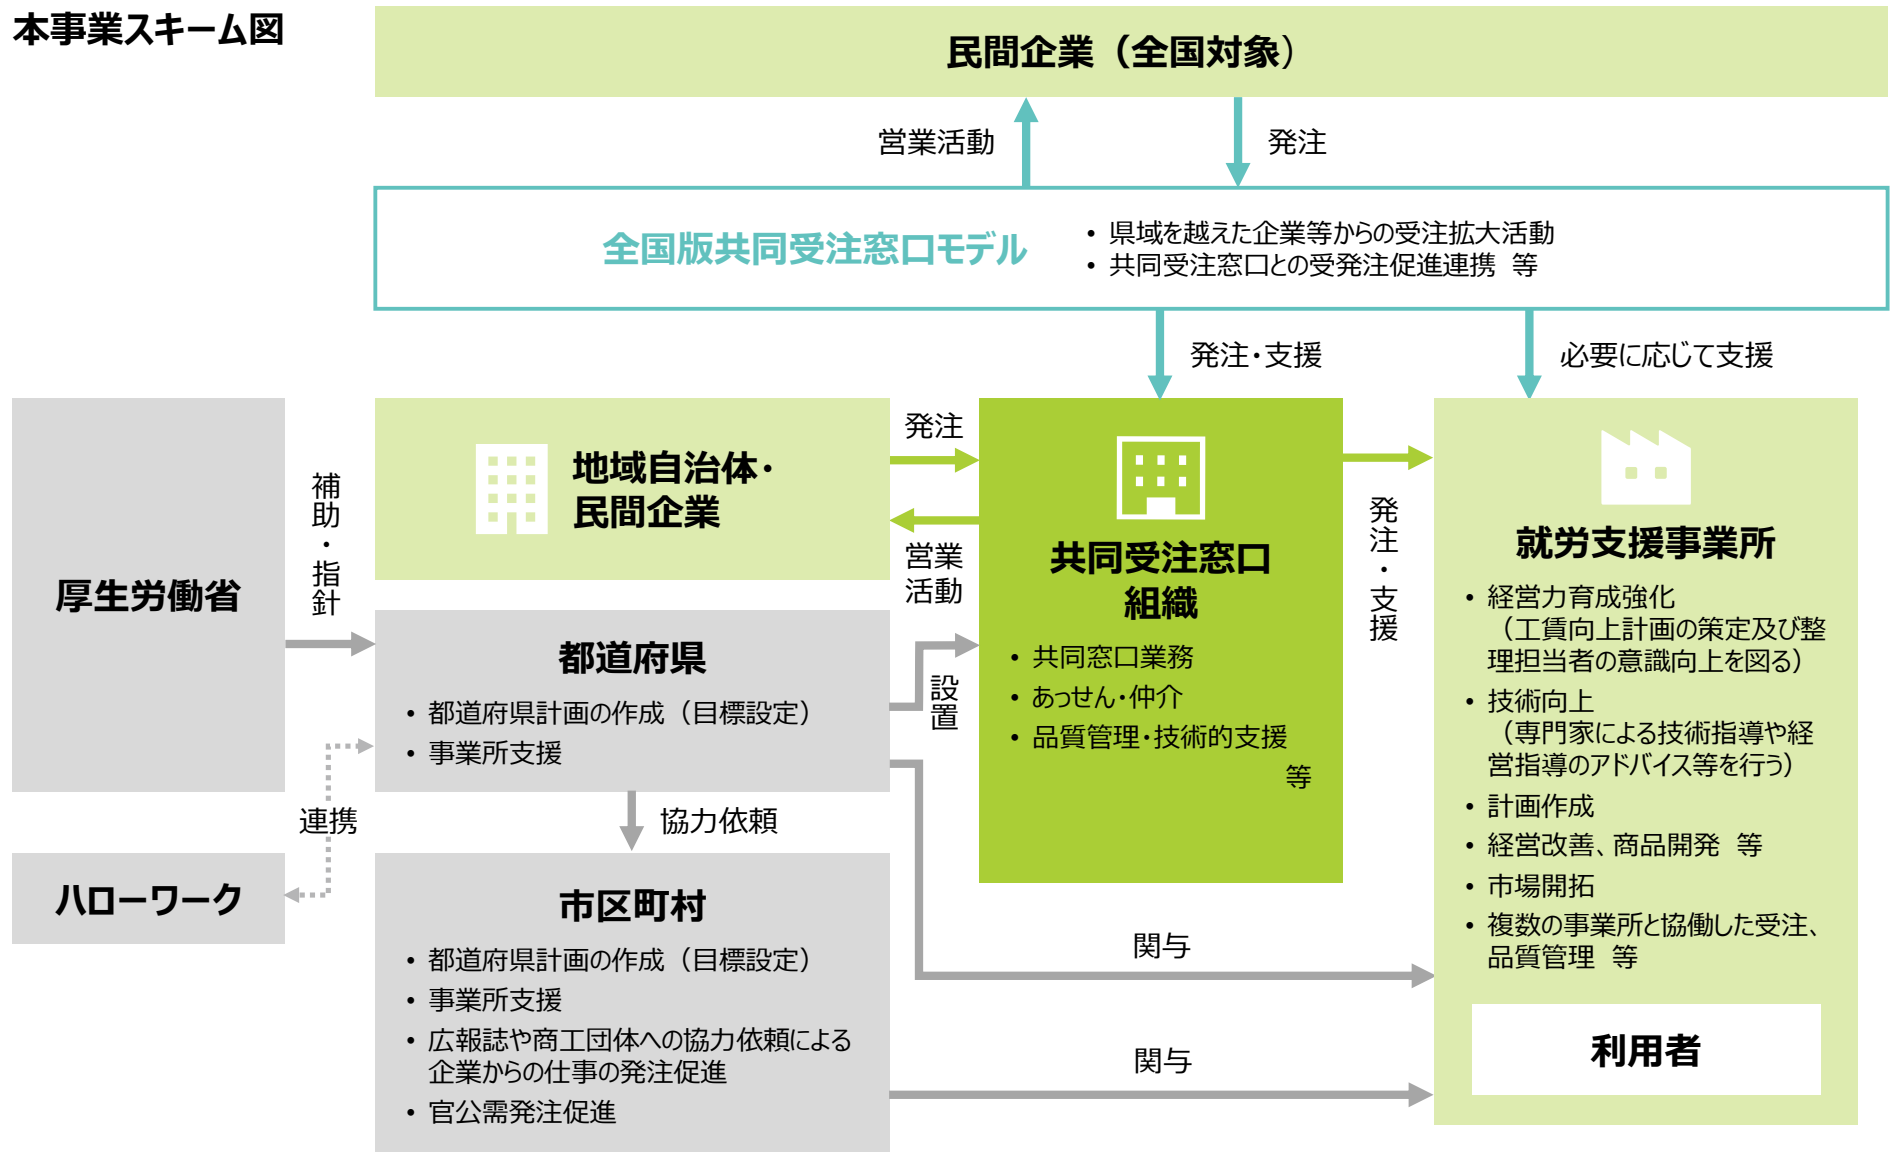 本事業スキーム図
民間企業（全国対象）
営業活動
発注
全国版共同受注窓口モデル
• 県域を越えた企業等からの受注拡大活動
• 共同受注窓口との受発注促進連携 等
発注・支援
必要に応じて支援
厚生労働省
補助・指針
地域自治体・
民間企業
発注
営業
活動
共同受注窓口
組織
• 共同窓口業務
• あっせん・仲介
• 品質管理・技術的支援
等
発注・支援
就労支援事業所
• 経営力育成強化
（工賃向上計画の策定及び整
理担当者の意識向上を図る）
• 技術向上
（専門家による技術指導や経
営指導のアドバイス等を行う）
• 計画作成
• 経営改善、商品開発 等
• 市場開拓
• 複数の事業所と協働した受注、
品質管理 等
利用者
都道府県
• 都道府県計画の作成（目標設定）
• 事業所支援
設置
連携
協力依頼
ハローワーク
市区町村
• 都道府県計画の作成（目標設定）
• 事業所支援
• 広報誌や商工団体への協力依頼による
企業からの仕事の発注促進
• 官公需発注促進
関与
関与